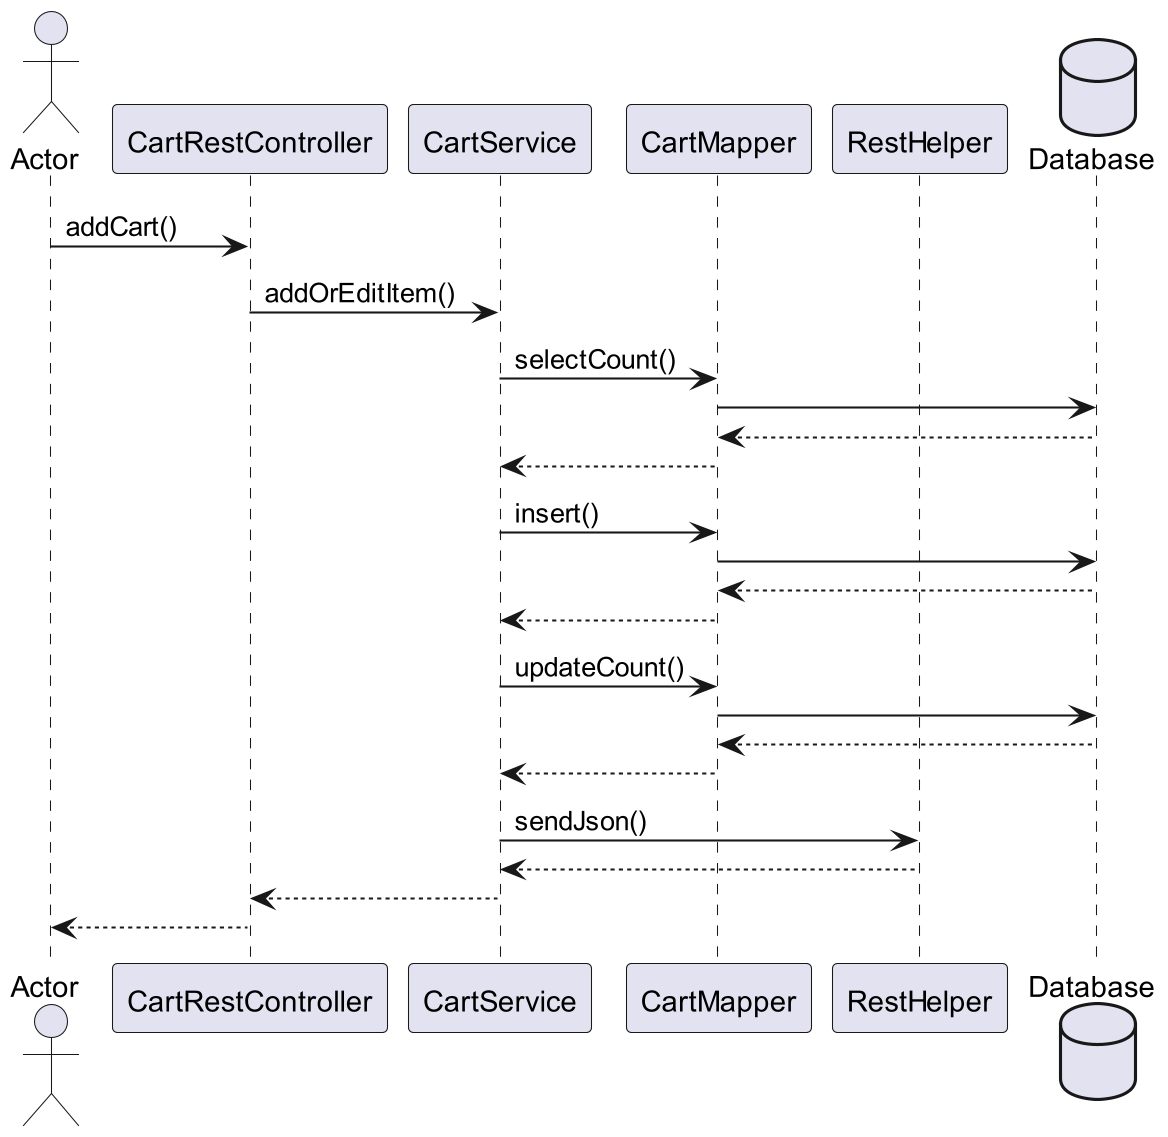 Actor
CartRestController
CartService
CartMapper
RestHelper
Database
addCart()
addOrEditItem()
selectCount()
insert()
updateCount()
sendJson()
Actor
CartRestController
CartService
CartMapper
RestHelper
Database